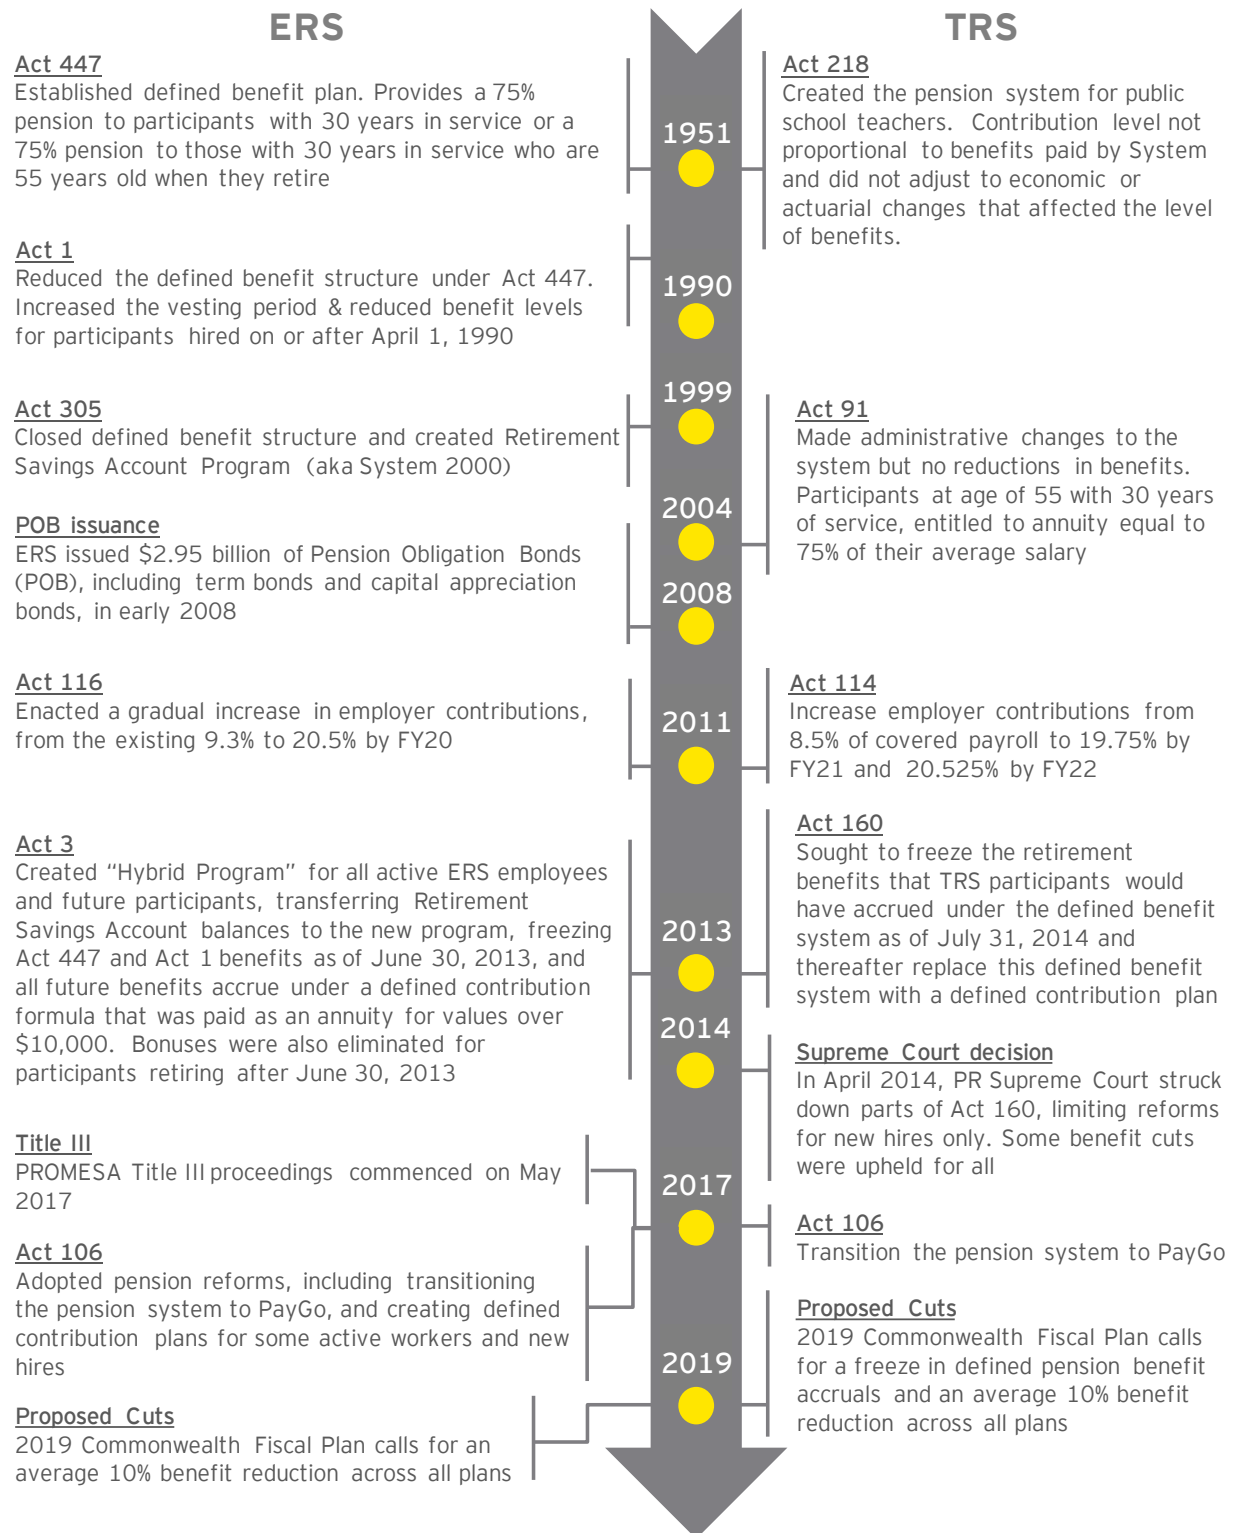 ERS
Act 447
Established defined benefit plan. Provides a 75%
pension to participants with 30 years in service or a
75% pension to those with 30 years in service who are
55 years old when they retire
Act 1
Reduced the defined benefit structure under Act 447.
Increased the vesting period & reduced benefit levels
for participants hired on or after April 1, 1990
Act 305
Closed defined benefit structure and created Retirement
Savings Account Program (aka System 2000)
POB issuance
ERS issued $2.95 billion of Pension Obligation Bonds
(POB), including term bonds and capital appreciation
bonds, in early 2008
Act 116
Enacted a gradual increase in employer contributions,
from the existing 9.3% to 20.5% by FY20
Act 3
Created “Hybrid Program” for all active ERS employees
and future participants, transferring Retirement
Savings Account balances to the new program, freezing
Act 447 and Act 1 benefits as of June 30, 2013, and
all future benefits accrue under a defined contribution
formula that was paid as an annuity for values over
$10,000. Bonuses were also eliminated for
participants retiring after June 30, 2013
Title III
PROMESA Title III proceedings commenced on May
2017
Act 106
Adopted pension reforms, including transitioning
the pension system to PayGo, and creating defined
contribution plans for some active workers and new
hires
Proposed Cuts
2019 Commonwealth Fiscal Plan calls for an
average 10% benefit reduction across all plans
1951
1990
1999
2004
2008
2011
2013
2014
2017
2019
TRS
Act 218
Created the pension system for public
school teachers. Contribution level not
proportional to benefits paid by System
and did not adjust to economic or
actuarial changes that affected the level
of benefits.
Act 91
Made administrative changes to the
system but no reductions in benefits.
Participants at age of 55 with 30 years
of service, entitled to annuity equal to
75% of their average salary
Act 114
Increase employer contributions from
8.5% of covered payroll to 19.75% by
FY21 and 20.525% by FY22
Act 160
Sought to freeze the retirement
benefits that TRS participants would
have accrued under the defined benefit
system as of July 31, 2014 and
thereafter replace this defined benefit
system with a defined contribution plan
Supreme Court decision
In April 2014, PR Supreme Court struck
down parts of Act 160, limiting reforms
for new hires only. Some benefit cuts
were upheld for all
Act 106
Transition the pension system to PayGo
Proposed Cuts
2019 Commonwealth Fiscal Plan calls
for a freeze in defined pension benefit
accruals and an average 10% benefit
reduction across all plans